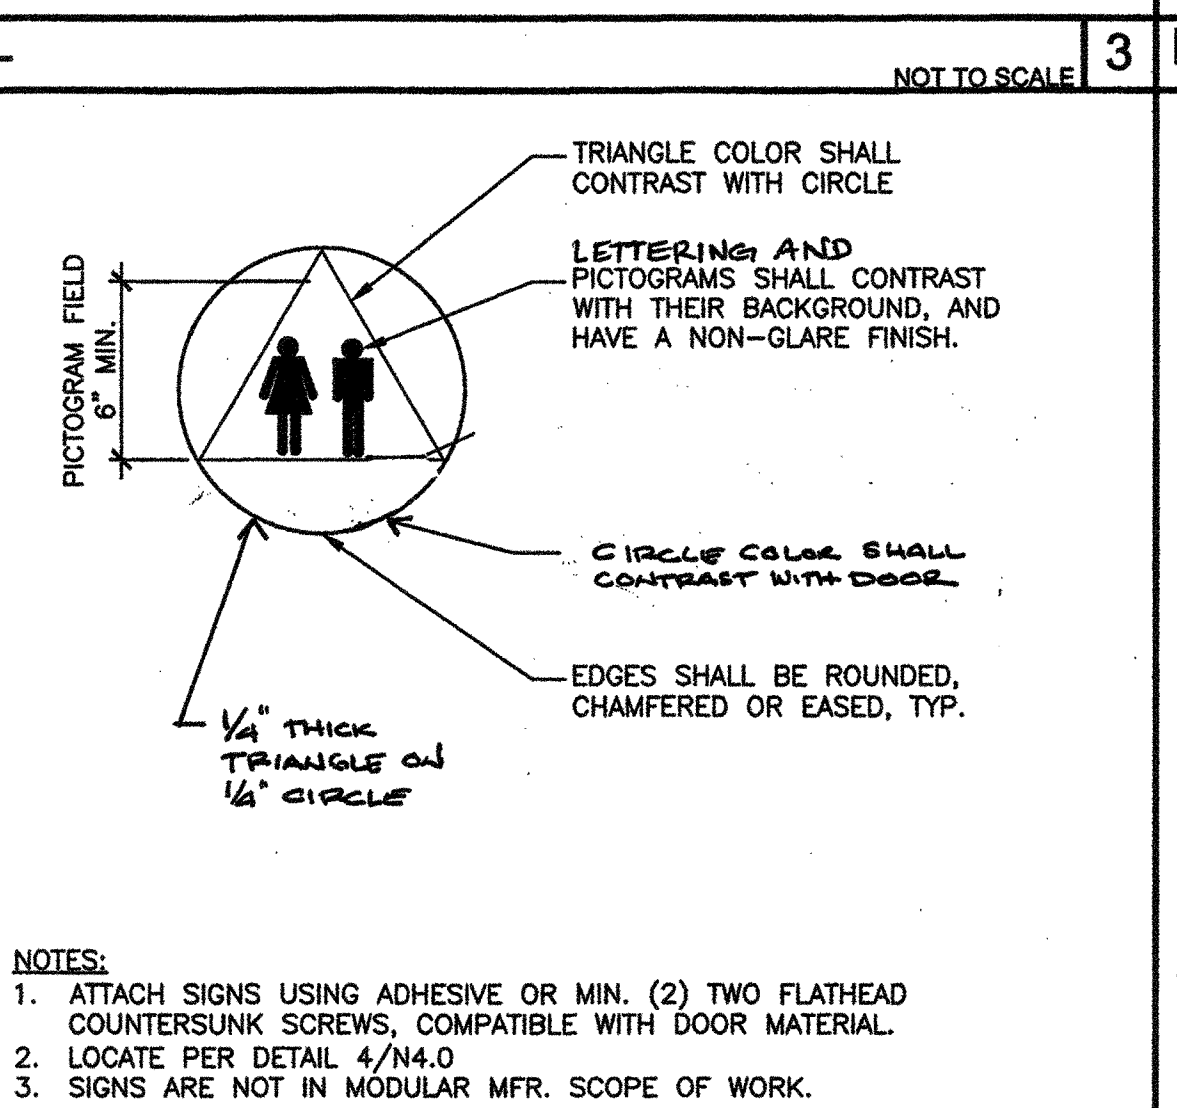 NOT TO SCALE
3
TRIANGLE COLOR SHALL
CONTRAST WITH CIRCLE
LETTERING AND
PICTOGRAMS SHALL CONTRAST
WITH THEIR BACKGROUND, AND
HAVE A NON-GLARE FINISH.
PICTOGRAM FIELD
6" MIN.
CIRCLE COLOR SHALL
CONTRAST WITH DOOR
EDGES SHALL BE ROUNDED,
CHAMFERED OR EASED, TYP.
1/4" THICK
TRIANGLE ON
1/4" CIRCLE
NOTES:
1. ATTACH SIGNS USING ADHESIVE OR MIN. (2) TWO FLATHEAD
COUNTERSUNK SCREWS, COMPATIBLE WITH DOOR MATERIAL.
2. LOCATE PER DETAIL 4/N4.0
3. SIGNS ARE NOT IN MODULAR MFR. SCOPE OF WORK.